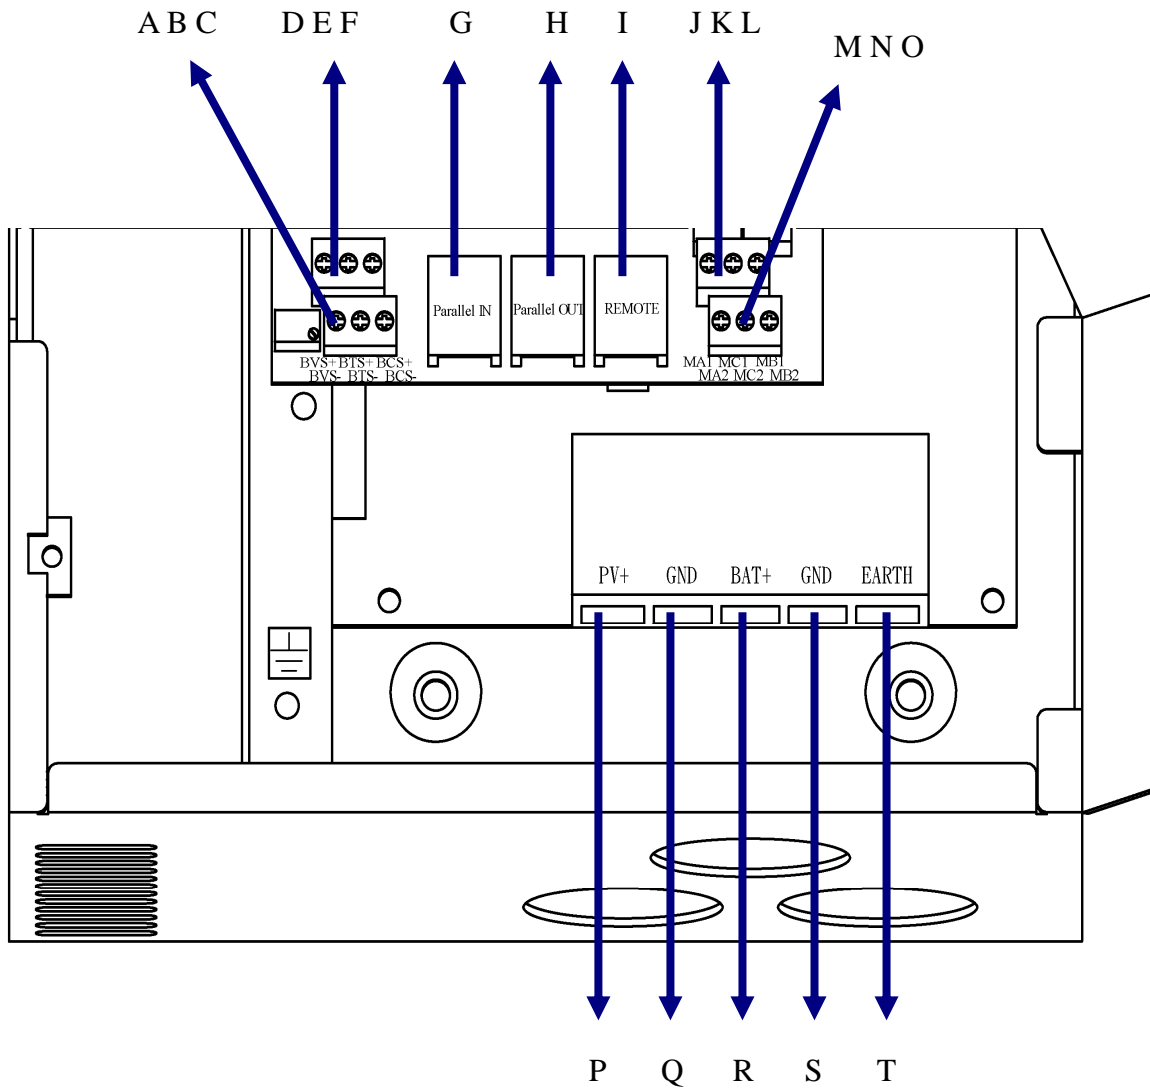 A B C D E F G H I J K L
M N O
Parallel IN Parallel OUT REMOTE
BVS+ BTS+ BCS+ MA1 MC1 MB1
BVS- BTS- BCS- MA2 MC2 MB2
PV+ GND BAT+ GND EARTH
P Q R S T